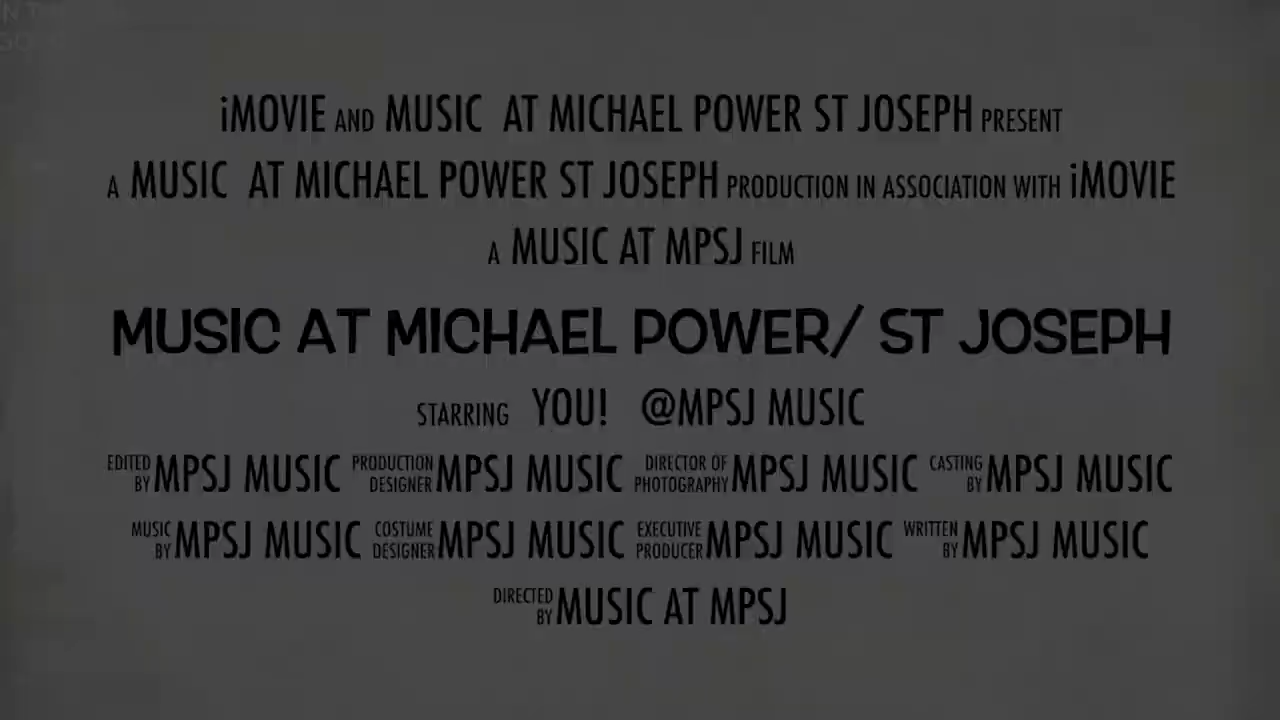 iMOVIE AND MUSIC AT MICHAEL POWER ST JOSEPH PRESENT
A MUSIC AT MICHAEL POWER ST JOSEPH PRODUCTION IN ASSOCIATION WITH iMOVIE
A MUSIC AT MPSJ FILM
MUSIC AT MICHAEL POWER/ ST JOSEPH
STARRING YOU! @MPSJ MUSIC
EDITED BY MPSJ MUSIC PRODUCTION DESIGNER MPSJ MUSIC DIRECTOR OF PHOTOGRAPHY MPSJ MUSIC CASTING BY MPSJ MUSIC
MUSIC BY MPSJ MUSIC COSTUME DESIGNER MPSJ MUSIC EXECUTIVE PRODUCER MPSJ MUSIC WRITTEN BY MPSJ MUSIC
DIRECTED BY MUSIC AT MPSJ